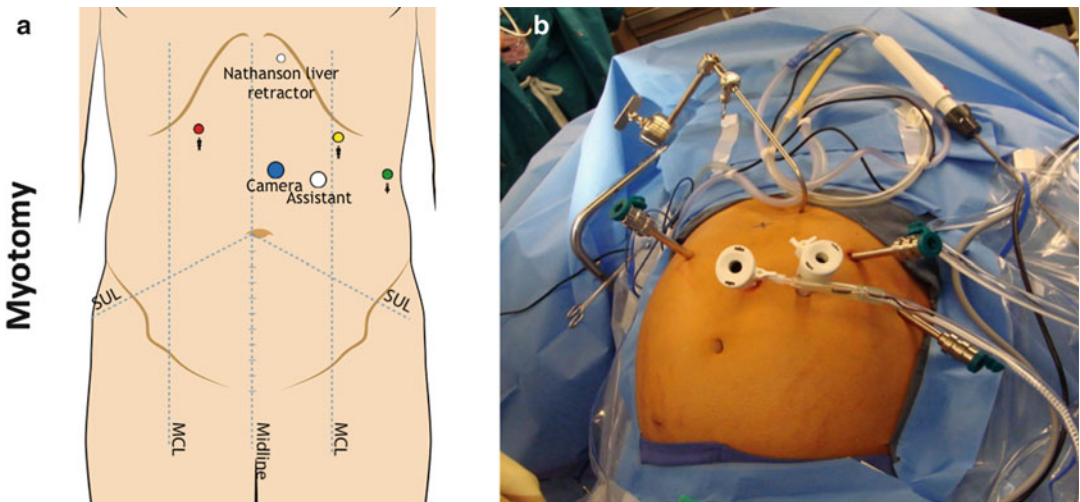 a
Nathanson liver
retractor
Camera
Assistant
Myotomy
SUL
SUL
MCL
Midline
MCL
b